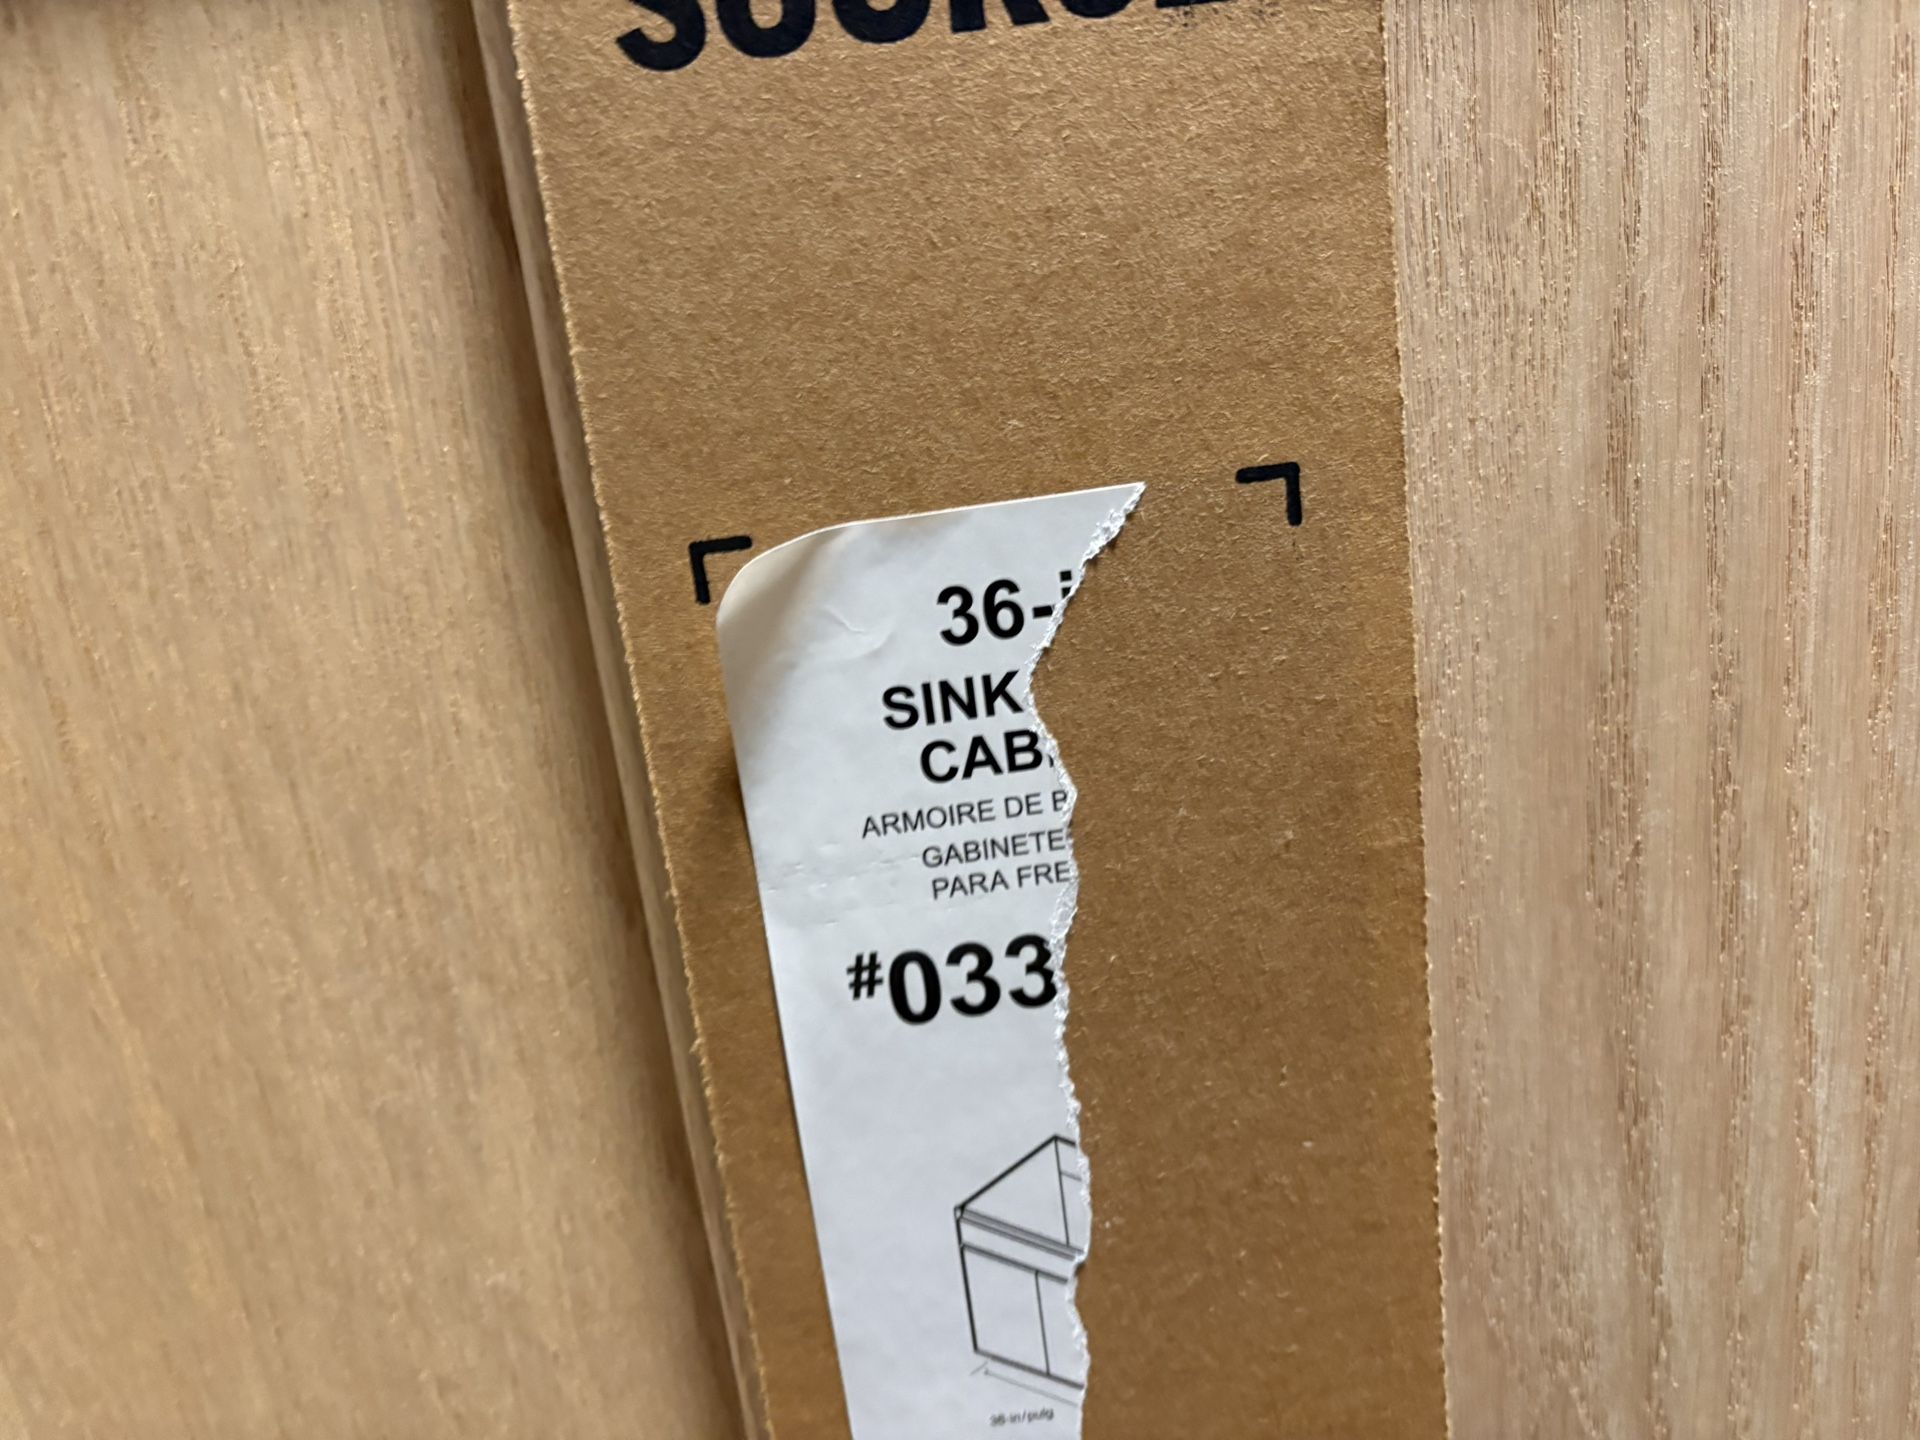 36-i
SINK
CAB
ARMOIRE DE B
GABINETE
PARA FRE
#033
36-in/pulg